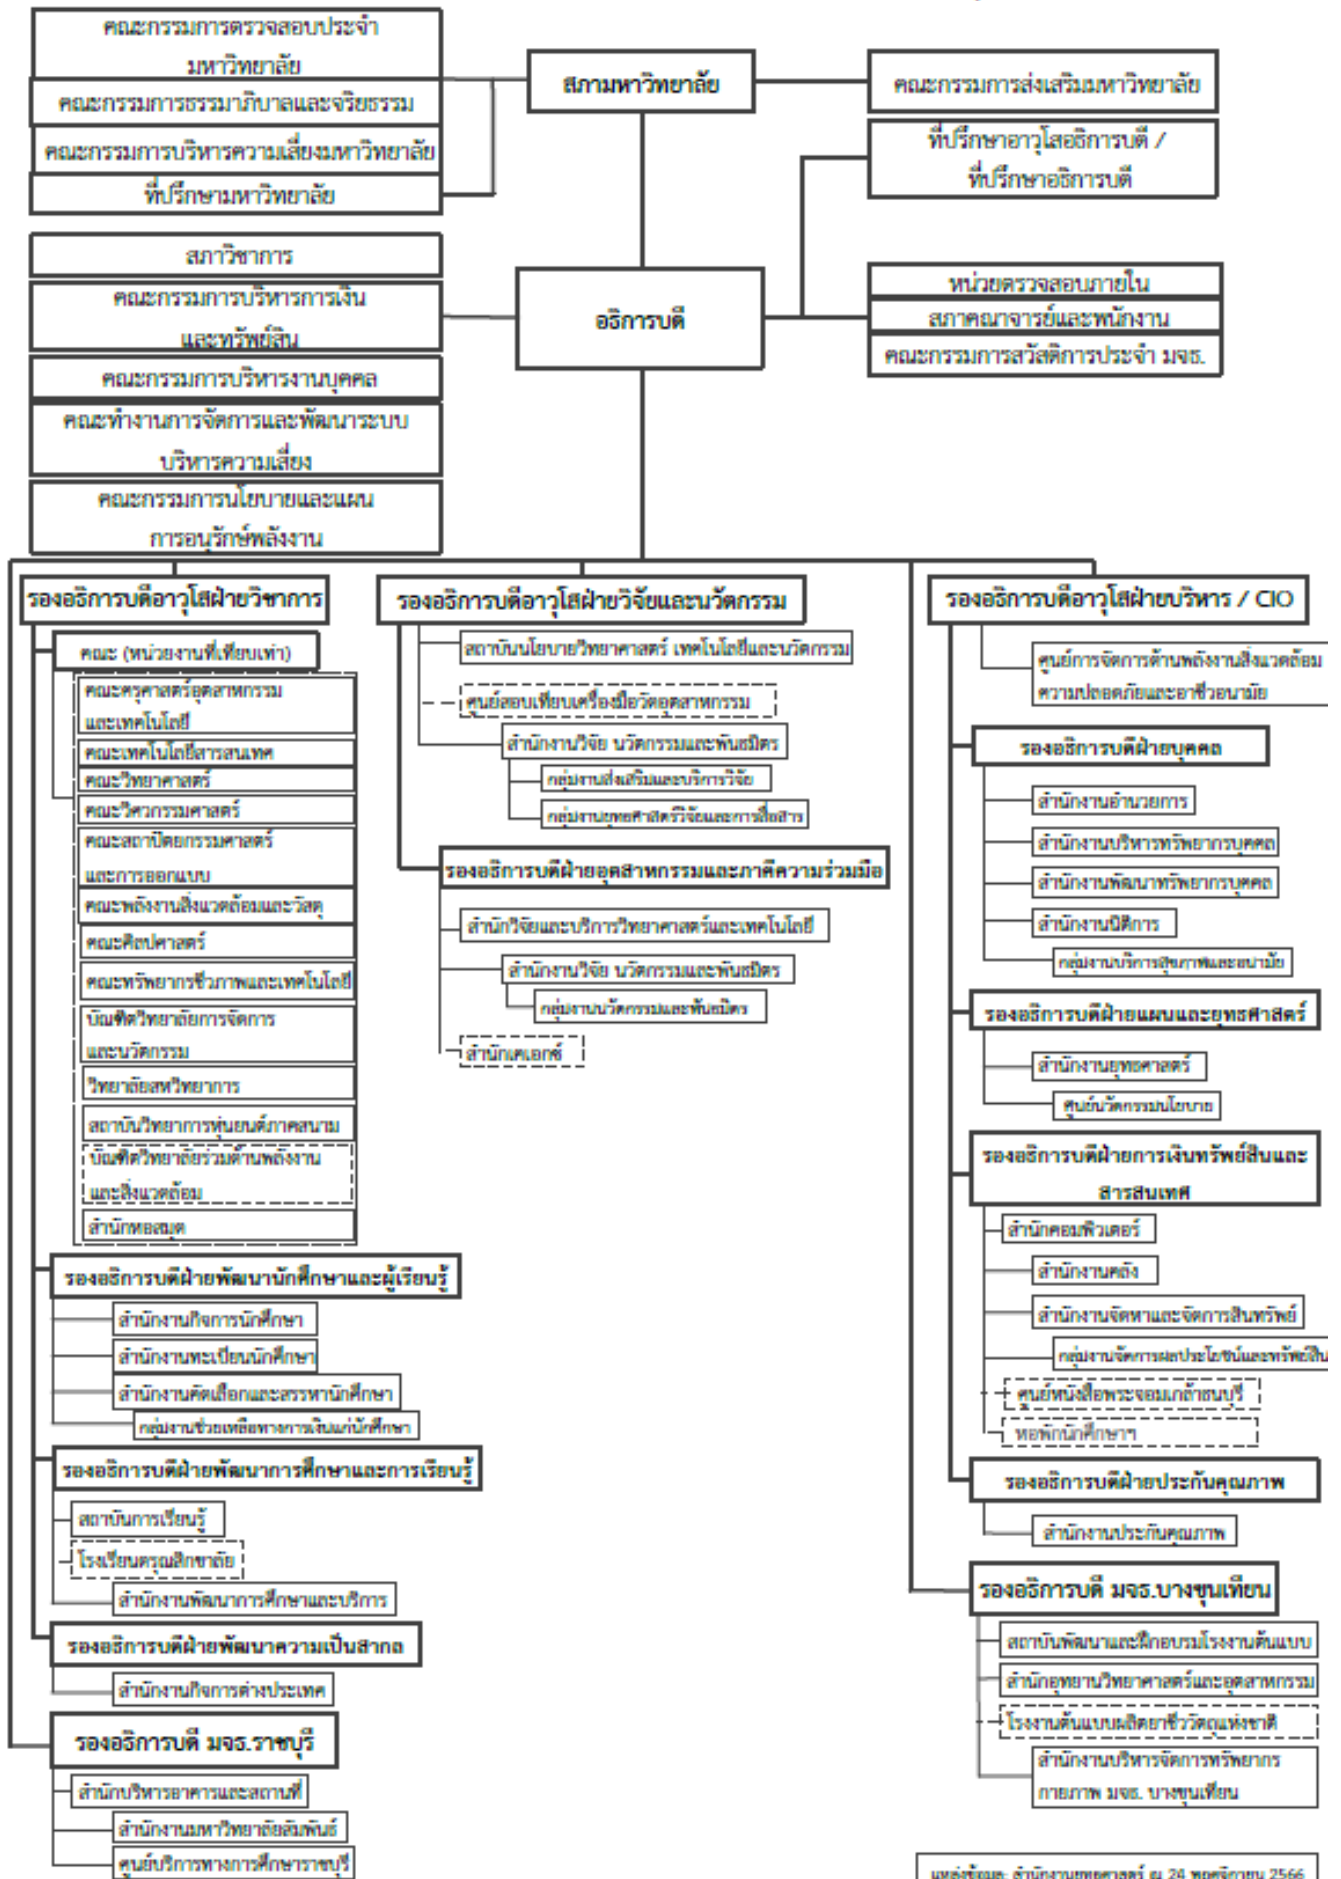 คณะกรรมการตรวจสอบประจำ
มหาวิทยาลัย
คณะกรรมการธรรมาภิบาลและจริยธรรม
คณะกรรมการบริหารความเสี่ยงมหาวิทยาลัย
ที่ปรึกษามหาวิทยาลัย
สภามหาวิทยาลัย
คณะกรรมการส่งเสริมมหาวิทยาลัย
ที่ปรึกษาอาวุโสอธิการบดี /
ที่ปรึกษาอธิการบดี
สภาวิชาการ
คณะกรรมการบริหารการเงิน
และทรัพย์สิน
คณะกรรมการบริหารงานบุคคล
คณะทำงานการจัดการและพัฒนาระบบ
บริหารความเสี่ยง
คณะกรรมการนโยบายและแผน
การอนุรักษ์พลังงาน
อธิการบดี
หน่วยตรวจสอบภายใน
สภาคณาจารย์และพนักงาน
คณะกรรมการสวัสดิการประจำ มจธ.
รองอธิการบดีอาวุโสฝ่ายวิชาการ
คณะ (หน่วยงานที่เทียบเท่า)
คณะครุศาสตร์อุตสาหกรรม
และเทคโนโลยี
คณะเทคโนโลยีสารสนเทศ
คณะวิทยาศาสตร์
คณะวิศวกรรมศาสตร์
คณะสถาปัตยกรรมศาสตร์
และการออกแบบ
คณะพลังงานสิ่งแวดล้อมและวัสดุ
คณะศิลปศาสตร์
คณะทรัพยากรชีวภาพและเทคโนโลยี
บัณฑิตวิทยาลัยการจัดการ
และนวัตกรรม
วิทยาลัยสหวิทยาการ
สถาบันวิทยาการหุ่นยนต์ภาคสนาม
บัณฑิตวิทยาลัยร่วมด้านพลังงาน
และสิ่งแวดล้อม
สำนักหอสมุด
รองอธิการบดีฝ่ายพัฒนานักศึกษาและผู้เรียนรู้
สำนักงานกิจการนักศึกษา
สำนักงานทะเบียนนักศึกษา
สำนักงานคัดเลือกและสรรหานักศึกษา
กลุ่มงานช่วยเหลือทางการเงินแก่นักศึกษา
รองอธิการบดีฝ่ายพัฒนาการศึกษาและการเรียนรู้
สถาบันการเรียนรู้
โรงเรียนดรุณสิกขาลัย
สำนักงานพัฒนาการศึกษาและบริการ
รองอธิการบดีฝ่ายพัฒนาความเป็นสากล
สำนักงานกิจการต่างประเทศ
รองอธิการบดี มจธ.ราชบุรี
สำนักบริหารอาคารและสถานที่
สำนักงานมหาวิทยาลัยสัมพันธ์
ศูนย์บริการทางการศึกษาราชบุรี
รองอธิการบดีอาวุโสฝ่ายวิจัยและนวัตกรรม
สถาบันนโยบายวิทยาศาสตร์ เทคโนโลยีและนวัตกรรม
ศูนย์สอบเทียบเครื่องมือวัดอุตสาหกรรม
สำนักงานวิจัย นวัตกรรมและพันธมิตร
กลุ่มงานส่งเสริมและบริการวิจัย
กลุ่มงานยุทธศาสตร์วิจัยและการสื่อสาร
รองอธิการบดีฝ่ายอุตสาหกรรมและภาคีความร่วมมือ
สำนักวิจัยและบริการวิทยาศาสตร์และเทคโนโลยี
สำนักงานวิจัย นวัตกรรมและพันธมิตร
กลุ่มงานนวัตกรรมและพันธมิตร
สำนักเคเอกซ์
รองอธิการบดีอาวุโสฝ่ายบริหาร / CIO
ศูนย์การจัดการด้านพลังงานสิ่งแวดล้อม
ความปลอดภัยและอาชีวอนามัย
รองอธิการบดีฝ่ายบุคคล
สำนักงานอำนวยการ
สำนักงานบริหารทรัพยากรบุคคล
สำนักงานพัฒนาทรัพยากรบุคคล
สำนักงานนิติการ
กลุ่มงานบริการสุขภาพและอนามัย
รองอธิการบดีฝ่ายแผนและยุทธศาสตร์
สำนักงานยุทธศาสตร์
ศูนย์นวัตกรรมนโยบาย
รองอธิการบดีฝ่ายการเงินทรัพย์สินและ
สารสนเทศ
สำนักคอมพิวเตอร์
สำนักงานคลัง
สำนักงานจัดหาและจัดการสินทรัพย์
กลุ่มงานจัดการผลประโยชน์และทรัพย์สิน
ศูนย์หนังสือพระจอมเกล้าธนบุรี
หอพักนักศึกษาฯ
รองอธิการบดีฝ่ายประกันคุณภาพ
สำนักงานประกันคุณภาพ
รองอธิการบดี มจธ.บางขุนเทียน
สถาบันพัฒนาและฝึกอบรมโรงงานต้นแบบ
สำนักอุทยานวิทยาศาสตร์และอุตสาหกรรม
โรงงานต้นแบบผลิตยาชีววัตถุแห่งชาติ
สำนักงานบริหารจัดการทรัพยากร
กายภาพ มจธ. บางขุนเทียน
แหล่งข้อมูล: สำนักงานยุทธศาสตร์ ณ 24 พฤศจิกายน 2566